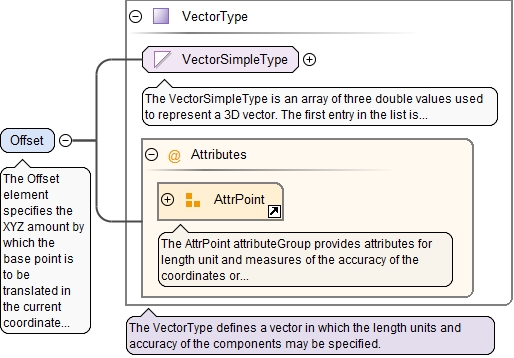 VectorType
VectorSimpleType
The VectorSimpleType is an array of three double values used
to represent a 3D vector. The first entry in the list is...
Offset
The Offset
element
specifies the
XYZ amount by
which the
base point is
to be
translated in
the current
coordinate...
@ Attributes
AttrPoint
The AttrPoint attributeGroup provides attributes for
length unit and measures of the accuracy of the
coordinates or...
The VectorType defines a vector in which the length units and
accuracy of the components may be specified.